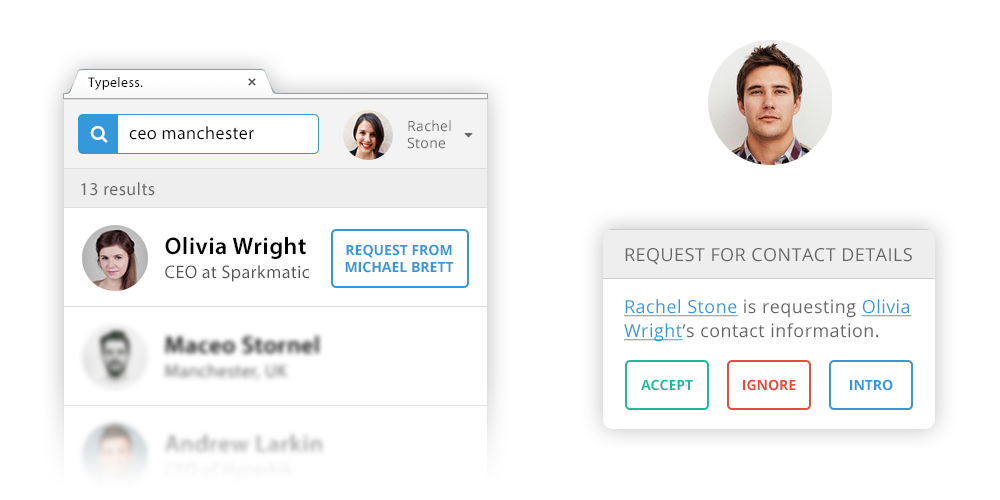 Typeless.
ceo manchester
Rachel
Stone
13 results
Olivia Wright
CEO at Sparkmatic
REQUEST FROM
MICHAEL BRETT
Maceo Stornel
Manchester, UK
Andrew Larkin
REQUEST FOR CONTACT DETAILS
Rachel Stone is requesting Olivia
Wright's contact information.
ACCEPT
IGNORE
INTRO